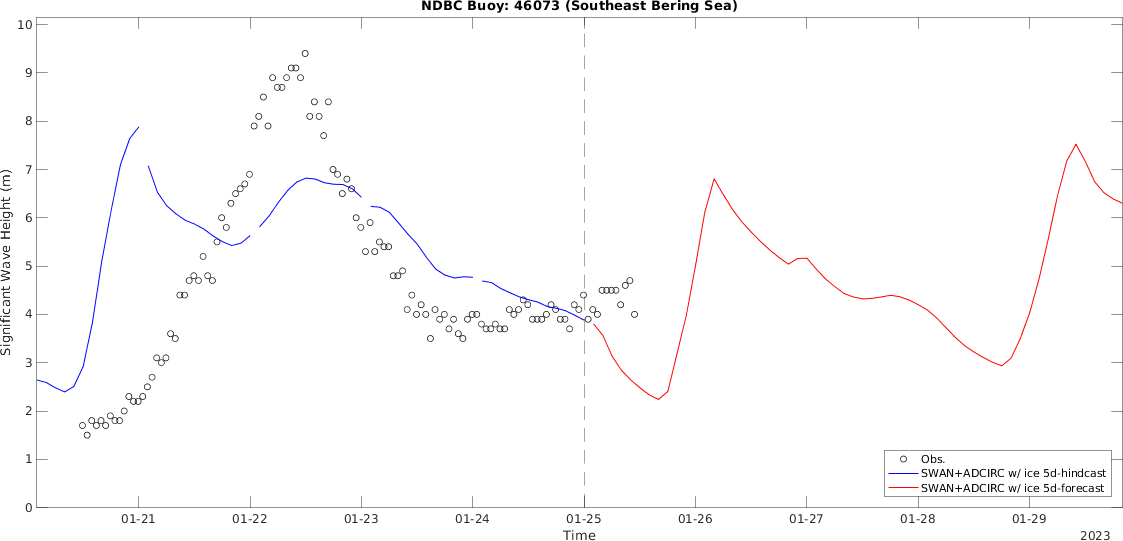 NDBC Buoy: 46073 (Southeast Bering Sea)
Significant Wave Height (m)
10
9
8
7
6
5
4
3
2
1
0
01-21 01-22 01-23 01-24 01-25 01-26 01-27 01-28 01-29
Time
2023
Obs.
SWAN+ADCIRC w/ ice 5d-hindcast
SWAN+ADCIRC w/ ice 5d-forecast